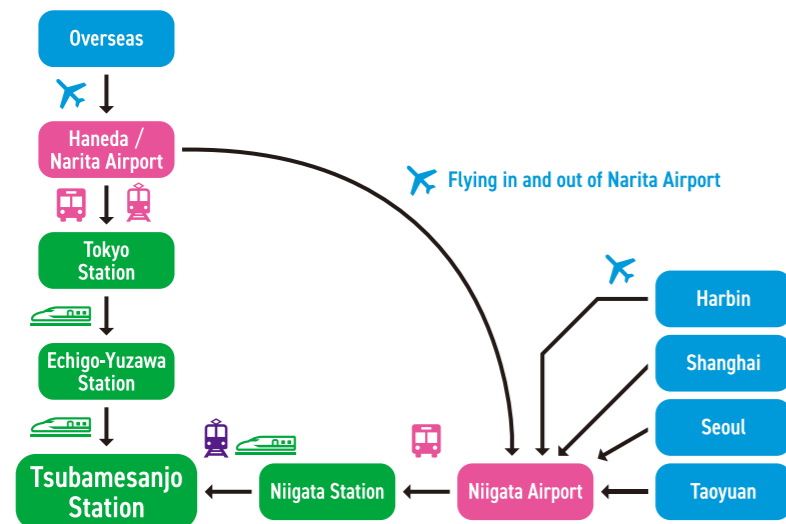 Overseas
Haneda /
Narita Airport
Flying in and out of Narita Airport
Tokyo
Station
Harbin
Echigo-Yuzawa
Station
Shanghai
Seoul
Tsubamesanjo
Station
Niigata Station
Niigata Airport
Taoyuan